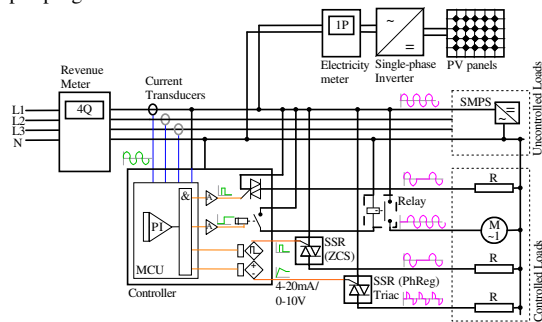 1P
~
=
Electricity
meter
Single-phase
Inverter
PV panels
Revenue
Meter
Current
Transducers
4Q
L1
L2
L3
N
SMPS
~
=
Uncontrolled Loads
&
A
A
PI
MCU
Controller
Relay
SSR
(ZCS)
4-20mA/
0-10V
SSR (PhReg)
Triac
R
M
~1
R
R
Controlled Loads